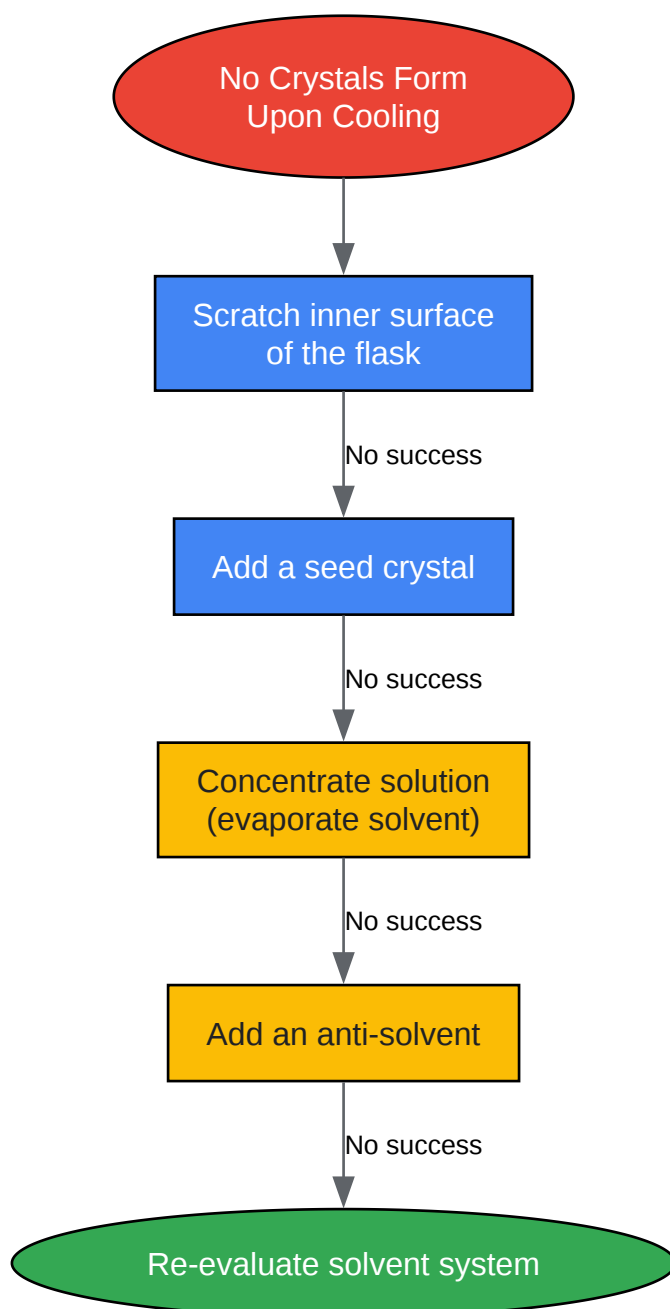 No Crystals Form
Upon Cooling
Scratch inner surface
of the flask
No success
Add a seed crystal
No success
Concentrate solution
(evaporate solvent)
No success
Add an anti-solvent
No success
Re-evaluate solvent system